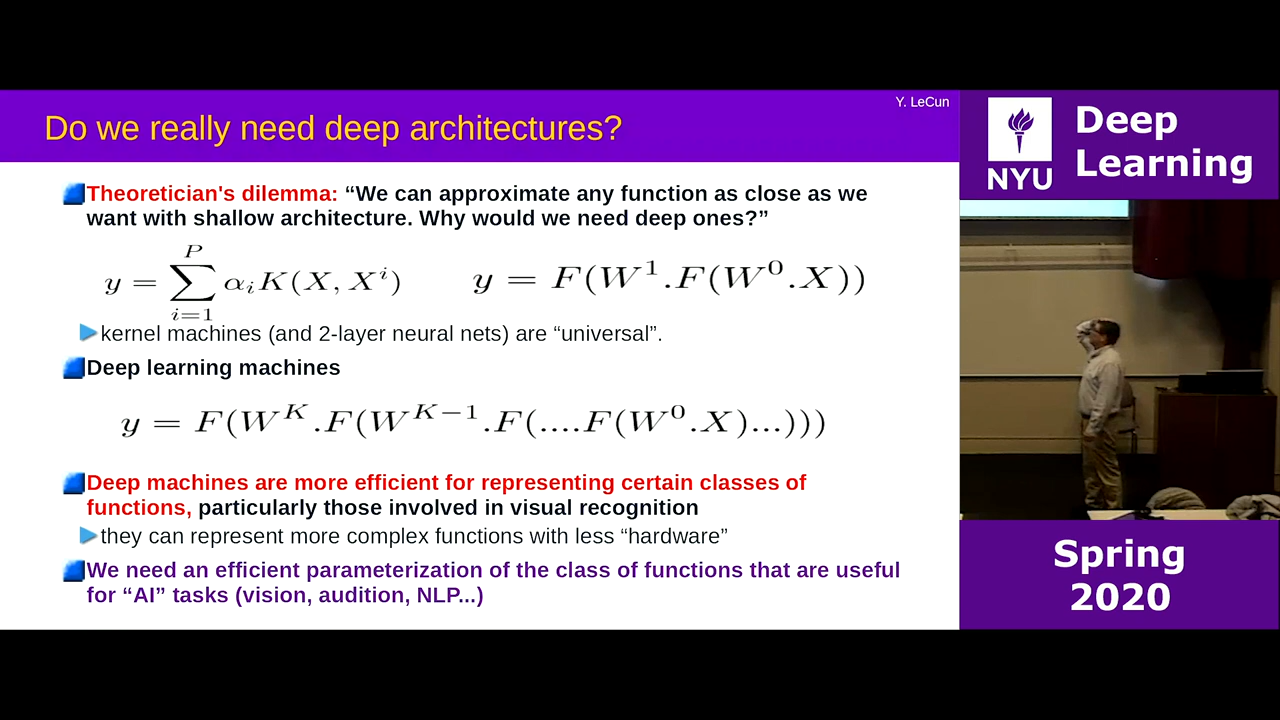 Y. LeCun
Do we really need deep architectures?
Theoretician's dilemma: “We can approximate any function as close as we
want with shallow architecture. Why would we need deep ones?”
y = \sum_{i=1}^{P} α_i K(X, X^i)
y = F(W^1.F(W^0.X))
kernel machines (and 2-layer neural nets) are “universal”.
Deep learning machines
y = F(W^K.F(W^{K−1}.F(....F(W^0.X)...)))
Deep machines are more efficient for representing certain classes of
functions, particularly those involved in visual recognition
they can represent more complex functions with less “hardware”
We need an efficient parameterization of the class of functions that are useful
for “AI” tasks (vision, audition, NLP...)
NYU
Deep
Learning
Spring
2020